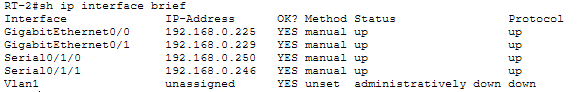 RT-2#sh ip interface brief
Interface IP-Address OK? Method Status Protocol
GigabitEthernet0/0 192.168.0.225 YES manual up up
GigabitEthernet0/1 192.168.0.229 YES manual up up
Serial0/1/0 192.168.0.250 YES manual up up
Serial0/1/1 192.168.0.246 YES manual up up
Vlan1 unassigned YES unset administratively down down